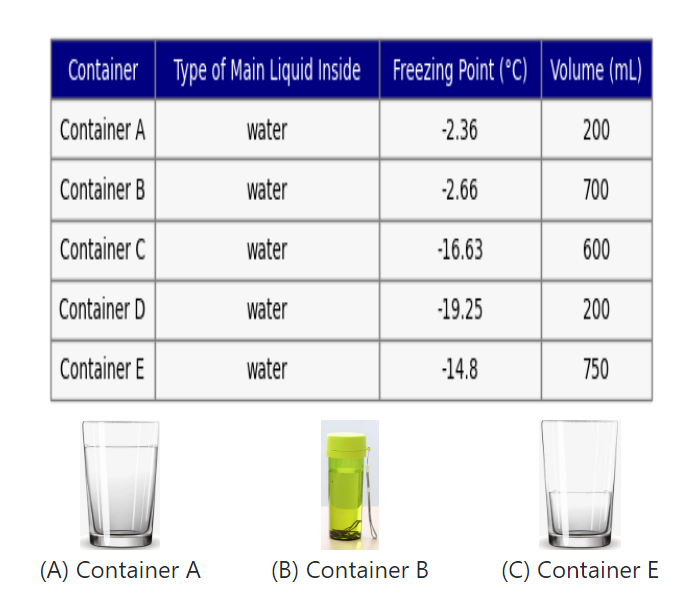 Container Type of Main Liquid Inside Freezing Point (°C) Volume (mL)
Container A water -2.36 200
Container B water -2.66 700
Container C water -16.63 600
Container D water -19.25 200
Container E water -14.8 750
(A) Container A (B) Container B (C) Container E